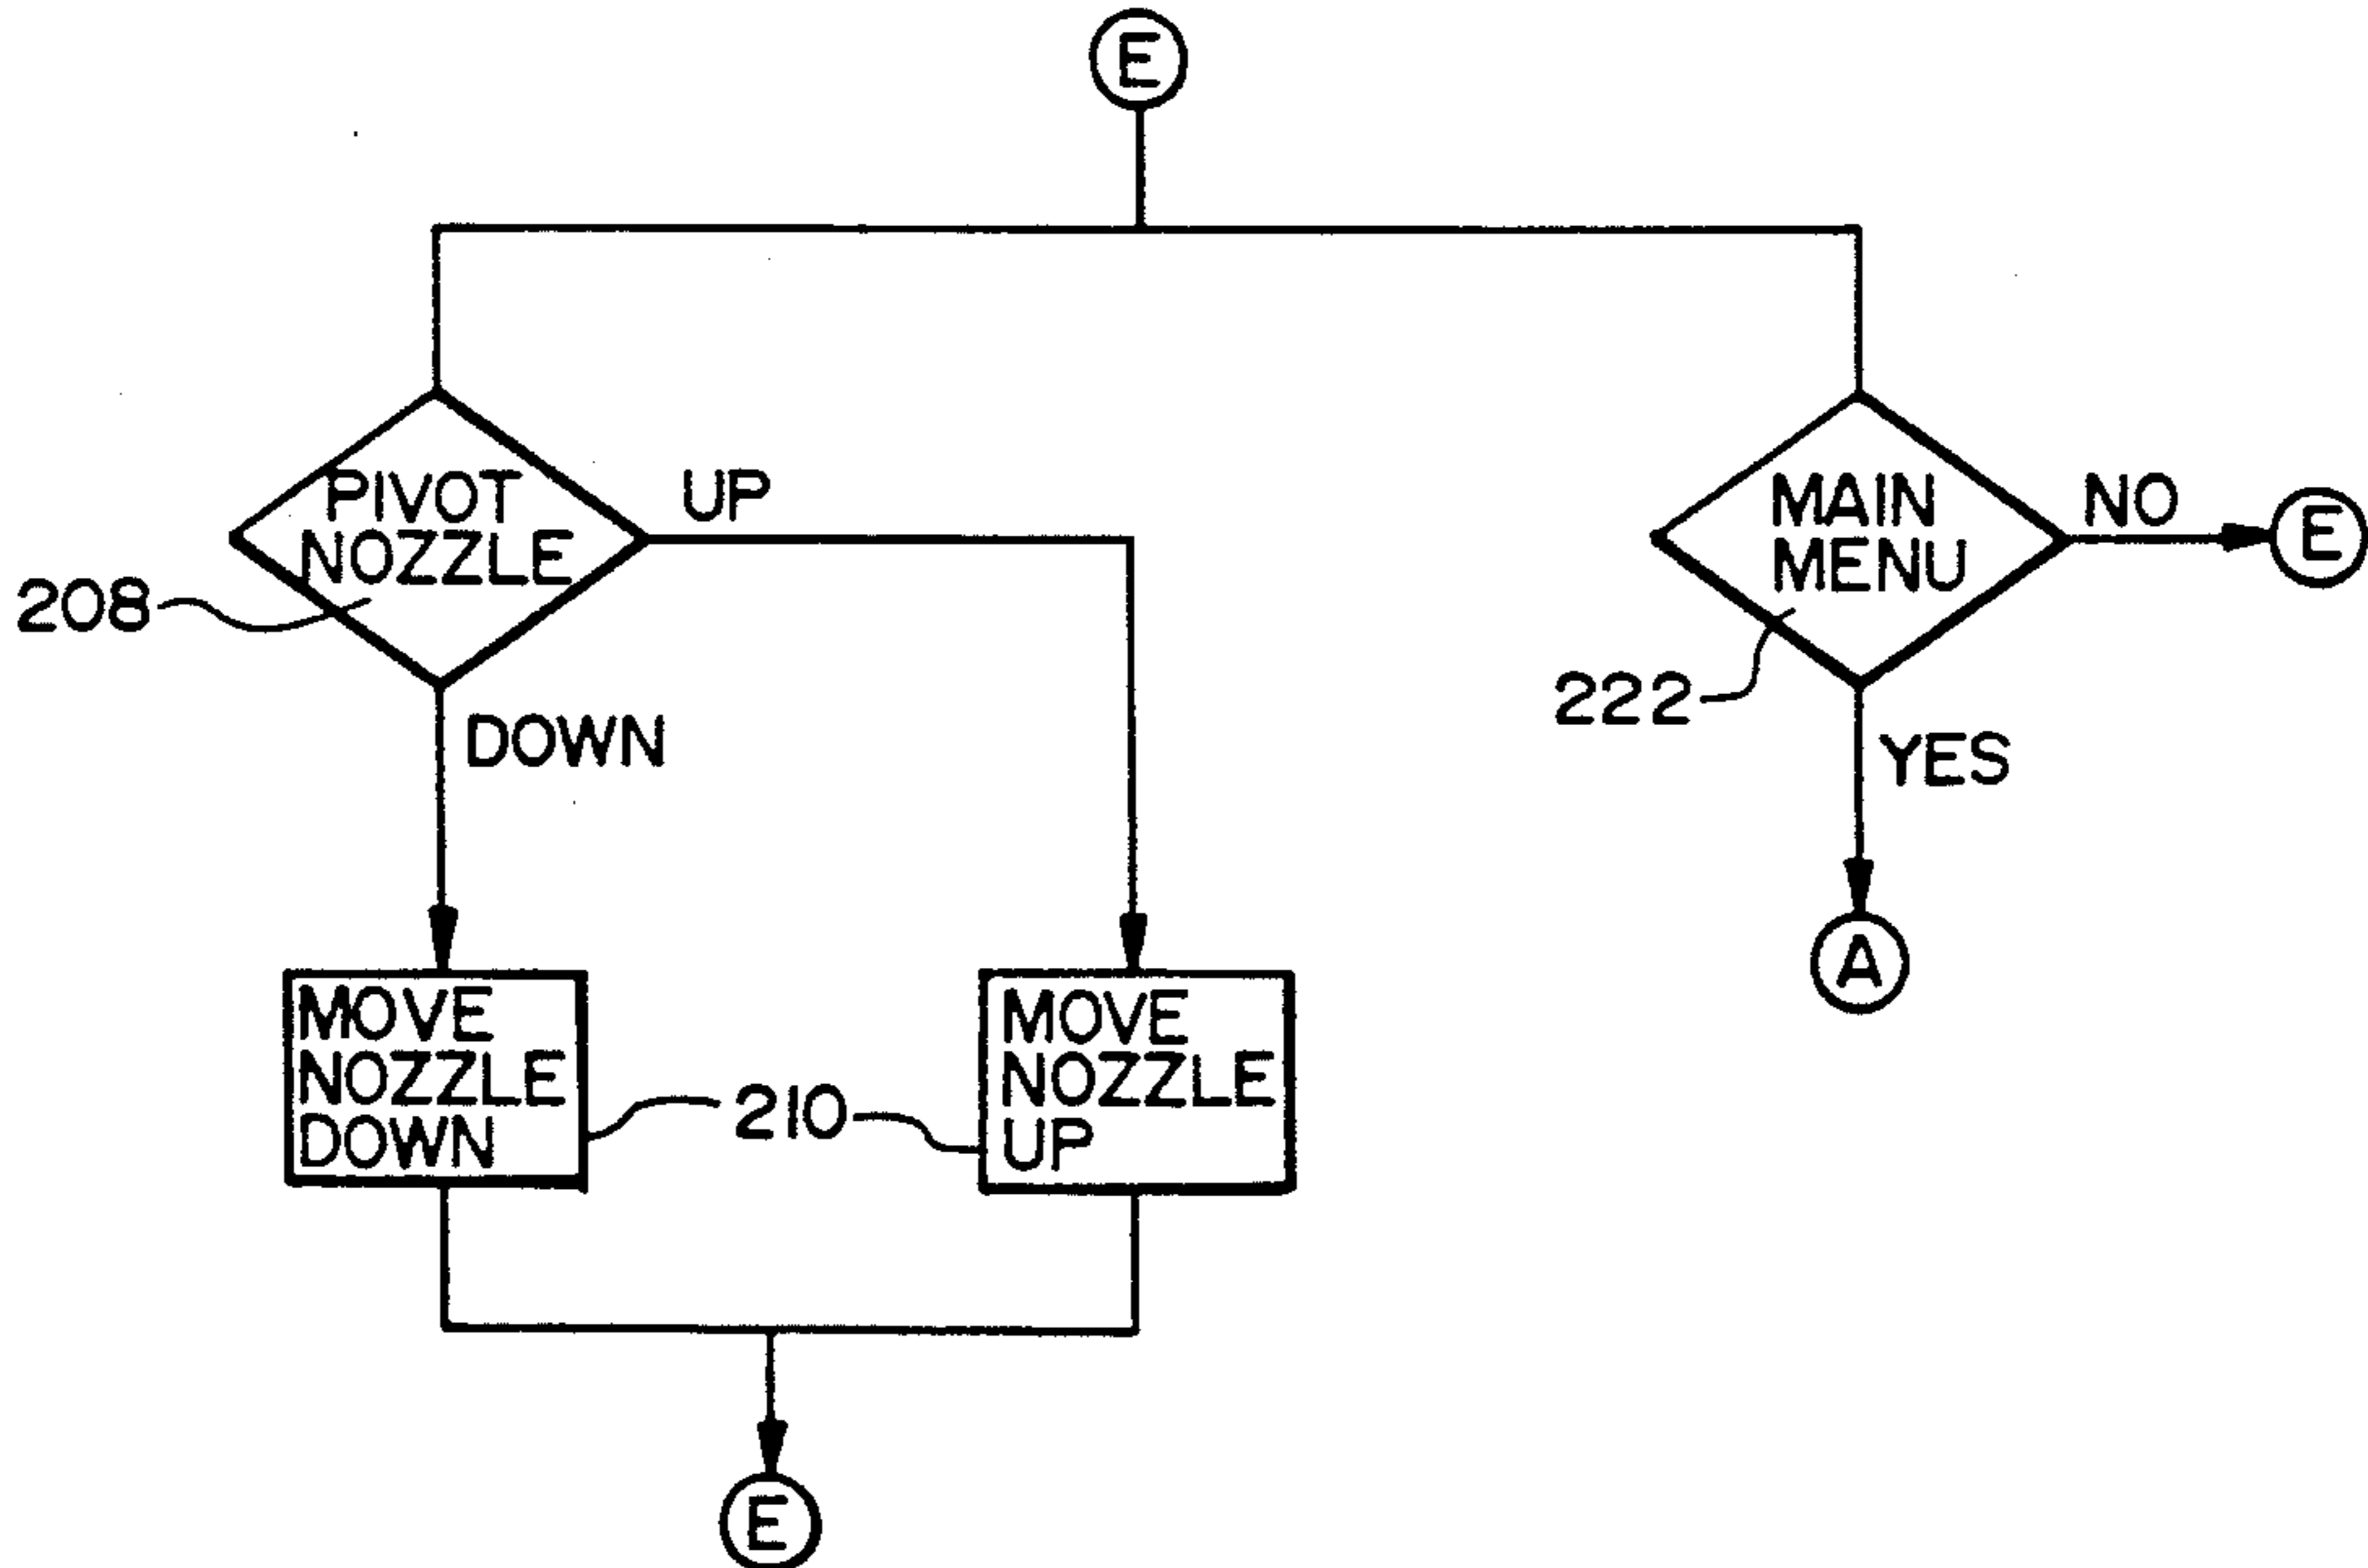 E
PIVOT
NOZZLE
UP
208
DOWN
MAIN
MENU
NO
E
222
YES
A
MOVE
NOZZLE
DOWN
210
MOVE
NOZZLE
UP
E